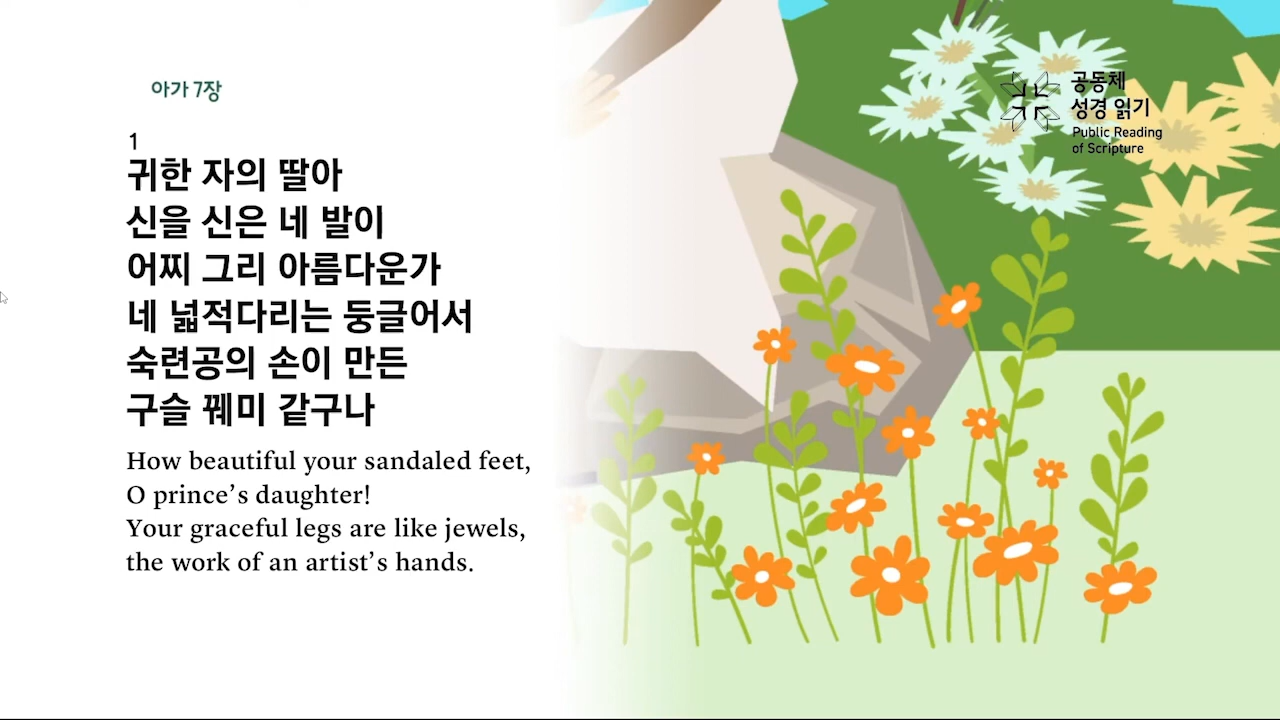 아가 7장
1
귀한 자의 딸아
신을 신은 네 발이
어찌 그리 아름다운가
네 넓적다리는 둥글어서
숙련공의 손이 만든
구슬 꿰미 같구나
How beautiful your sandaled feet,
O prince’s daughter!
Your graceful legs are like jewels,
the work of an artist’s hands.
공동체
성경 읽기
Public Reading
of Scripture